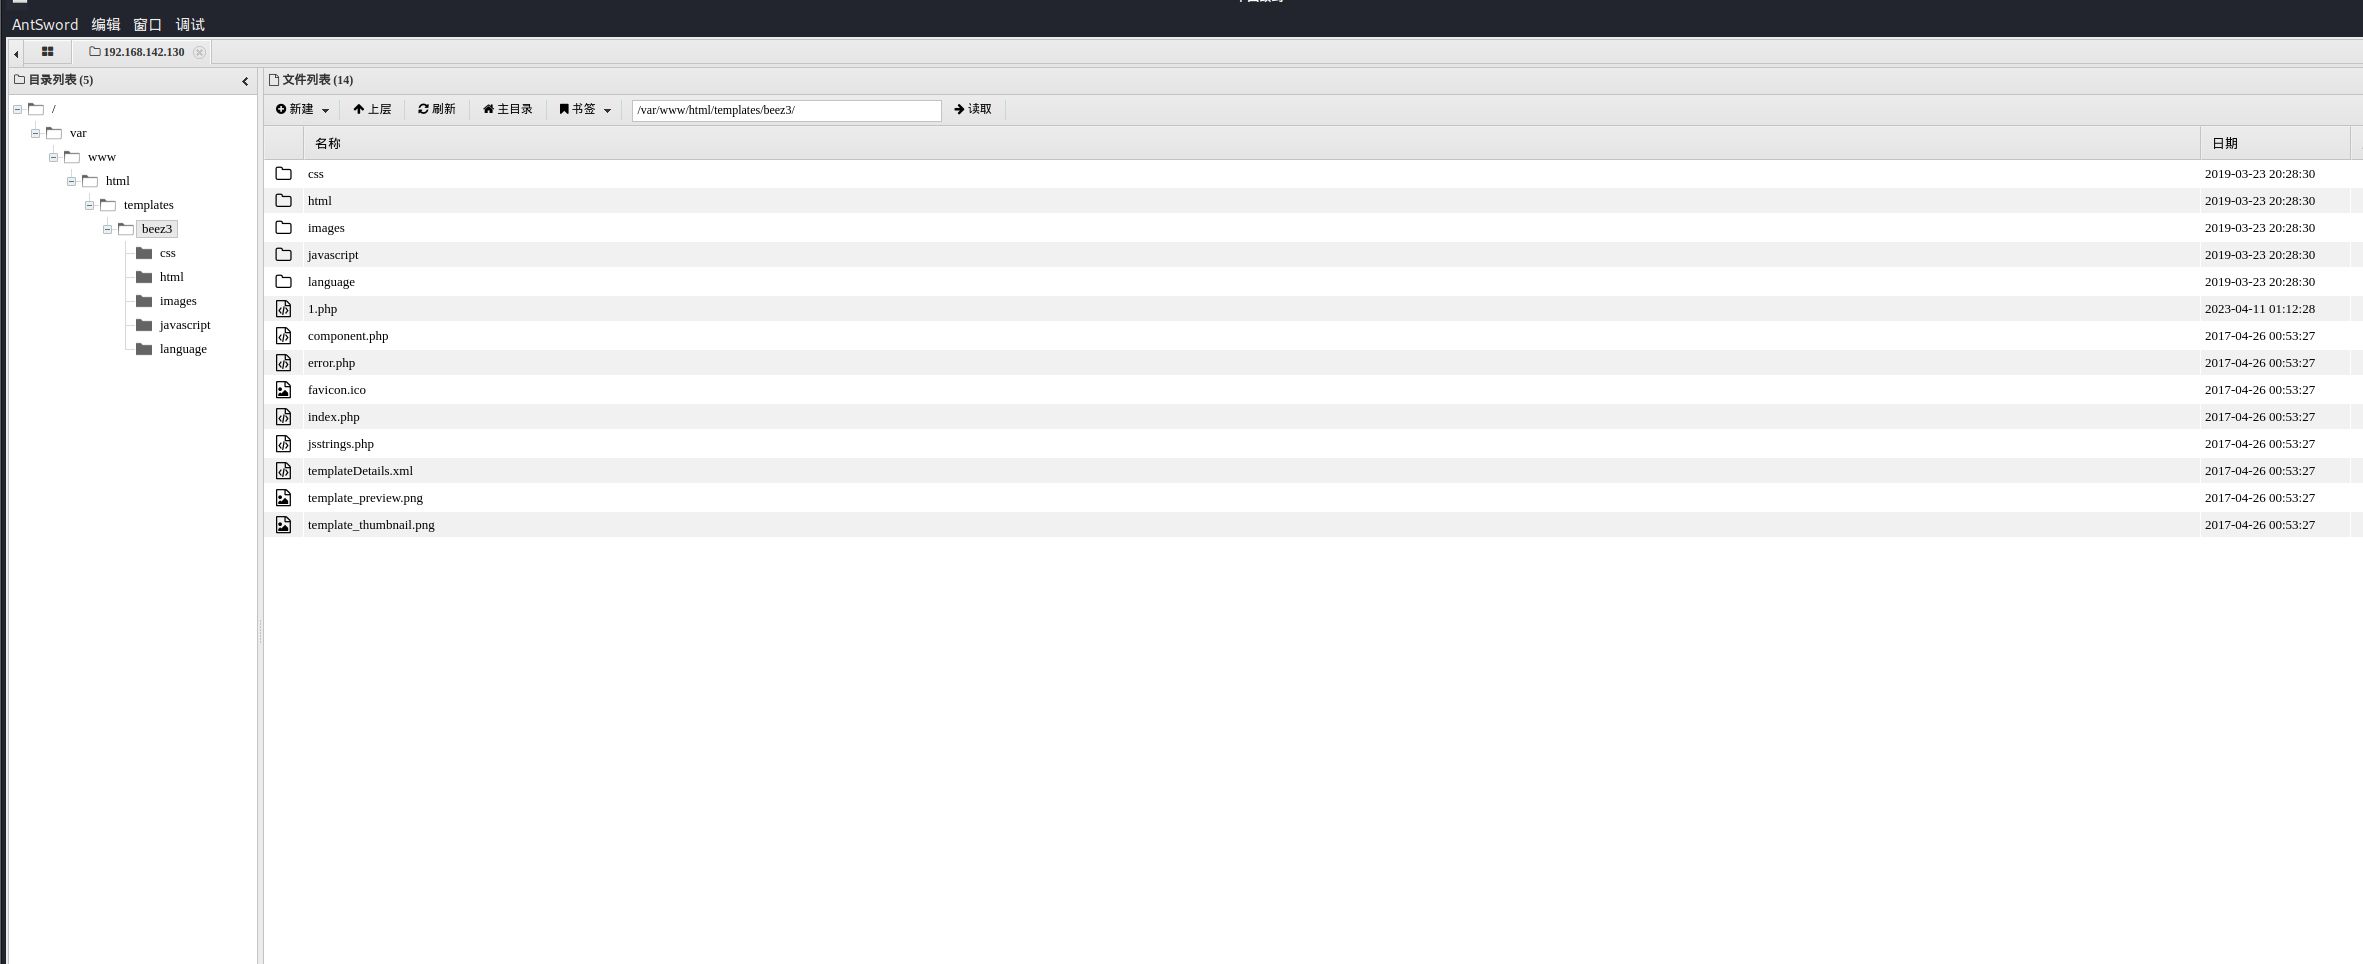 AntSword 编辑 窗口 调试
192.168.142.130
目录列表 (5)
/
var
www
html
templates
beez3
css
html
images
javascript
language
文件列表 (14)
新建 上层 刷新 主目录 书签 /var/www/html/templates/beez3/ 读取
名称 日期
css 2019-03-23 20:28:30
html 2019-03-23 20:28:30
images 2019-03-23 20:28:30
javascript 2019-03-23 20:28:30
language 2019-03-23 20:28:30
1.php 2023-04-11 01:12:28
component.php 2017-04-26 00:53:27
error.php 2017-04-26 00:53:27
favicon.ico 2017-04-26 00:53:27
index.php 2017-04-26 00:53:27
jsstrings.php 2017-04-26 00:53:27
templateDetails.xml 2017-04-26 00:53:27
template_preview.png 2017-04-26 00:53:27
template_thumbnail.png 2017-04-26 00:53:27